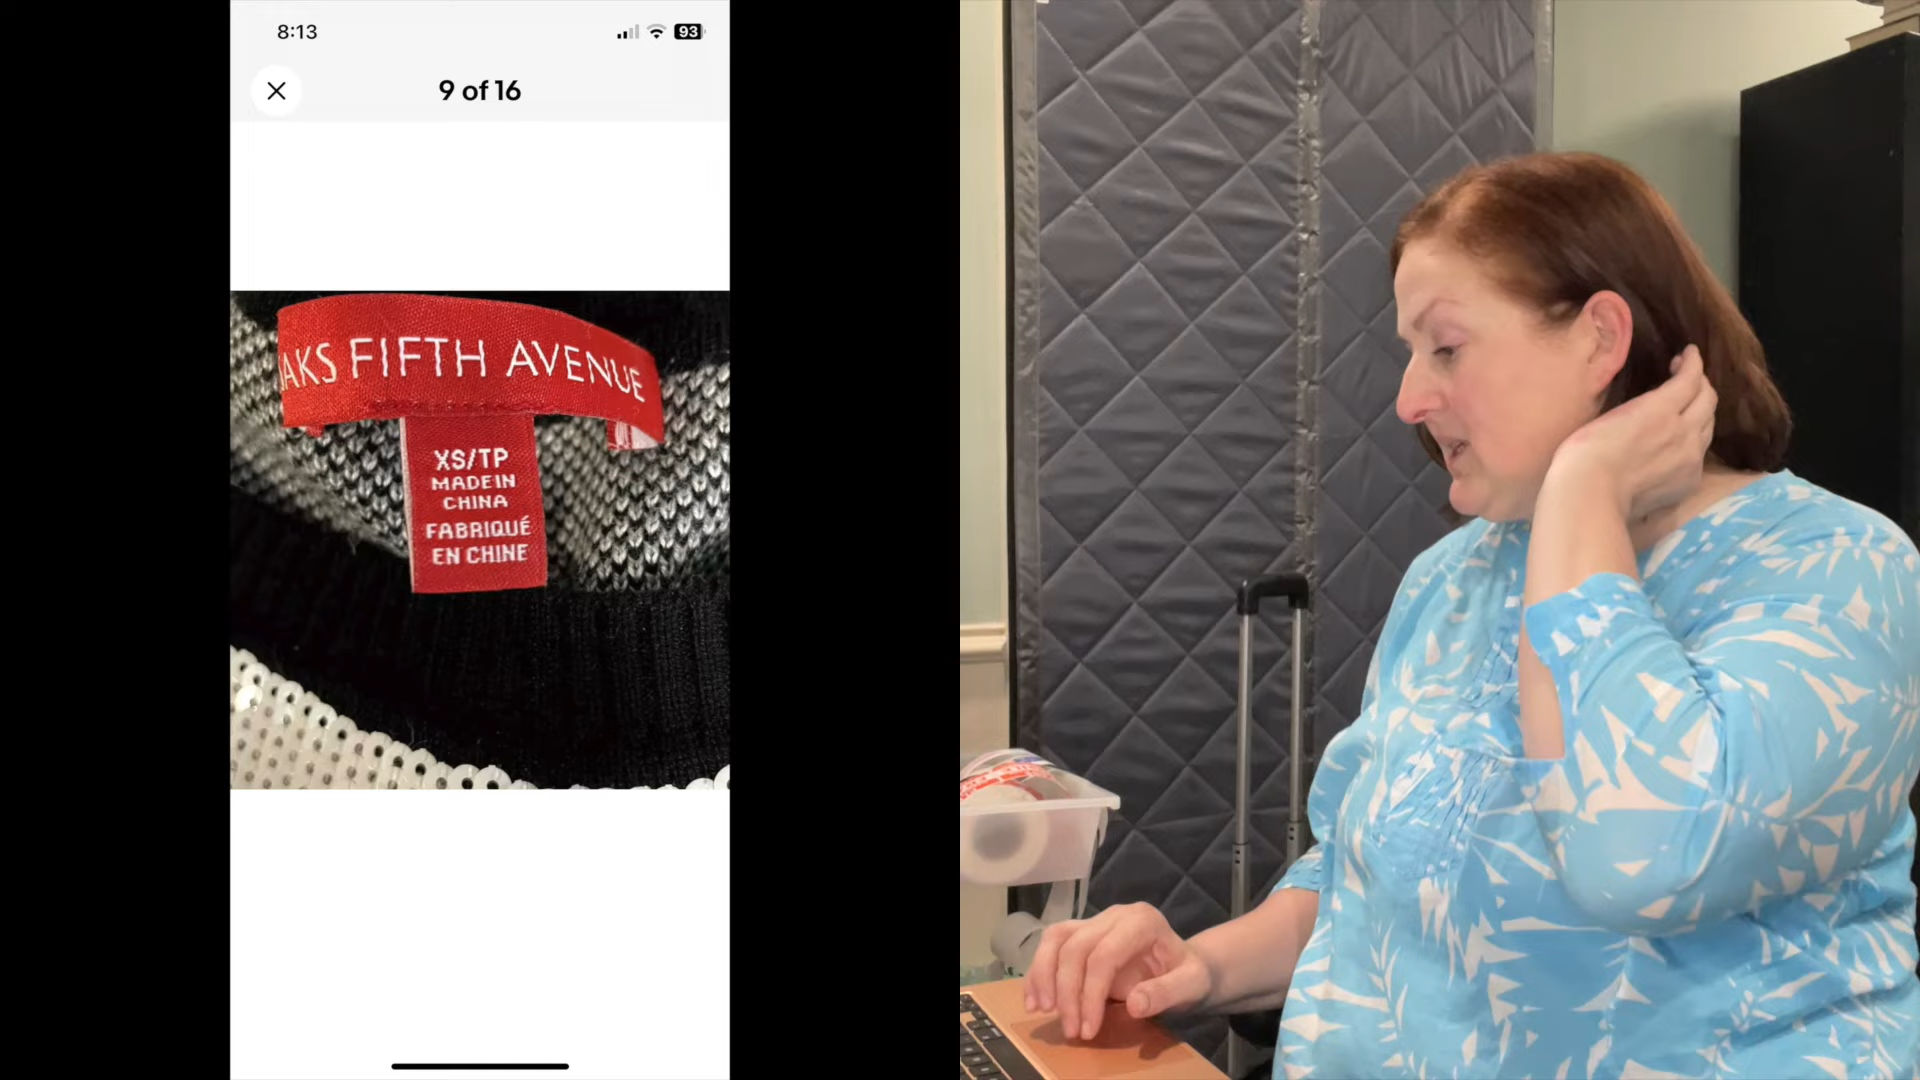 8:13
93
9 of 16
AKS FIFTH AVENUE
XS/TP
MADE IN
CHINA
FABRIQUÉ
EN CHINE